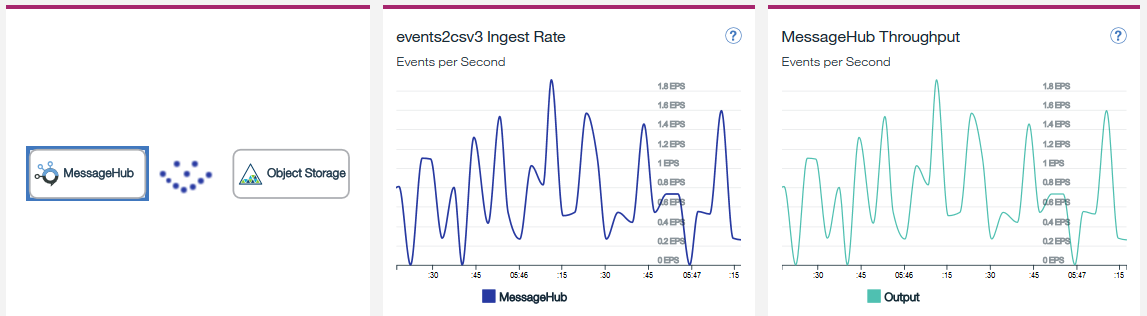 MessageHub
Object Storage
events2csv3 Ingest Rate
?
Events per Second
1.8 EPS
1.6 EPS
1.4 EPS
1.2 EPS
1 EPS
0.8 EPS
0.6 EPS
0.4 EPS
0.2 EPS
0 EPS
:30 :45 05:46 :15 :30 :45 05:47 :15
MessageHub
MessageHub Throughput
?
Events per Second
1.8 EPS
1.6 EPS
1.4 EPS
1.2 EPS
1 EPS
0.8 EPS
0.6 EPS
0.4 EPS
0.2 EPS
0 EPS
:30 :45 05:46 :15 :30 :45 05:47 :15
Output